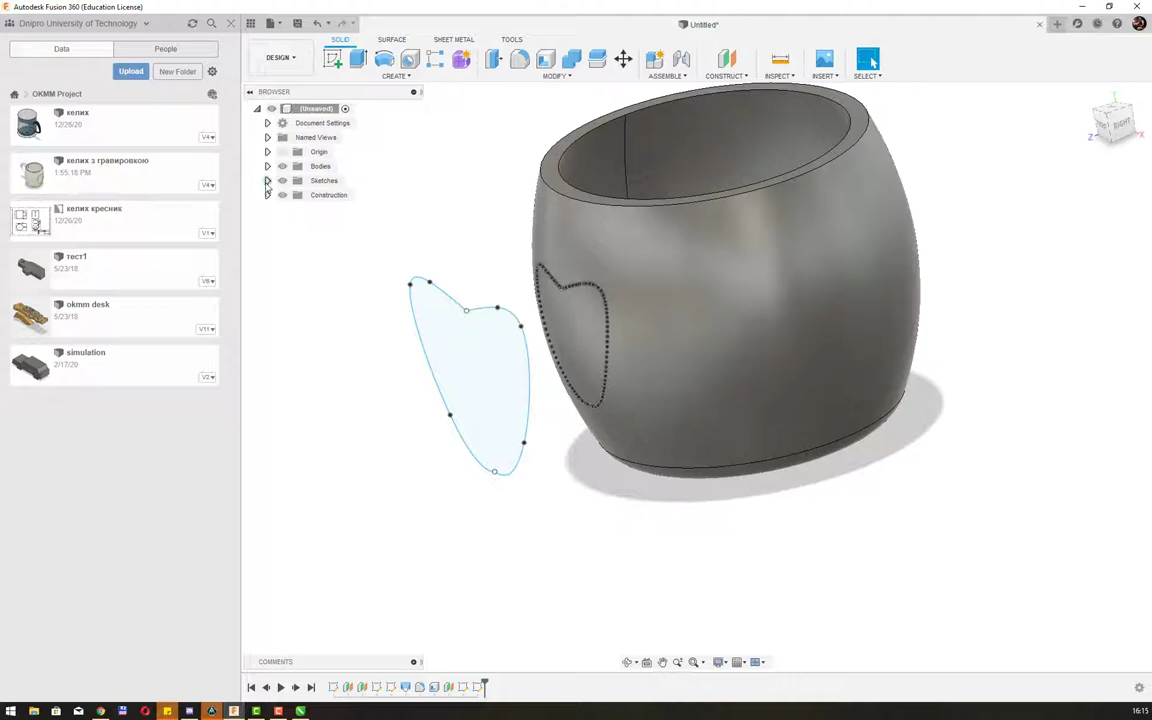 Autodesk Fusion 360 (Education License)
Dnipro University of Technology
Untitled*
Data
People
Upload
New Folder
OKMM Project
келих
12/26/20
V4
келих з гравировкою
1:55:18 PM
V4
келих кресник
12/26/20
V1
тест1
5/23/18
V8
okmm desk
5/23/18
V11
simulation
2/17/20
V2
DESIGN
SOLID
SURFACE
SHEET METAL
TOOLS
CREATE
MODIFY
ASSEMBLE
CONSTRUCT
INSPECT
INSERT
SELECT
BROWSER
(Unsaved)
Document Settings
Named Views
Origin
Bodies
Sketches
Construction
RIGHT
Z
X
COMMENTS
16:15